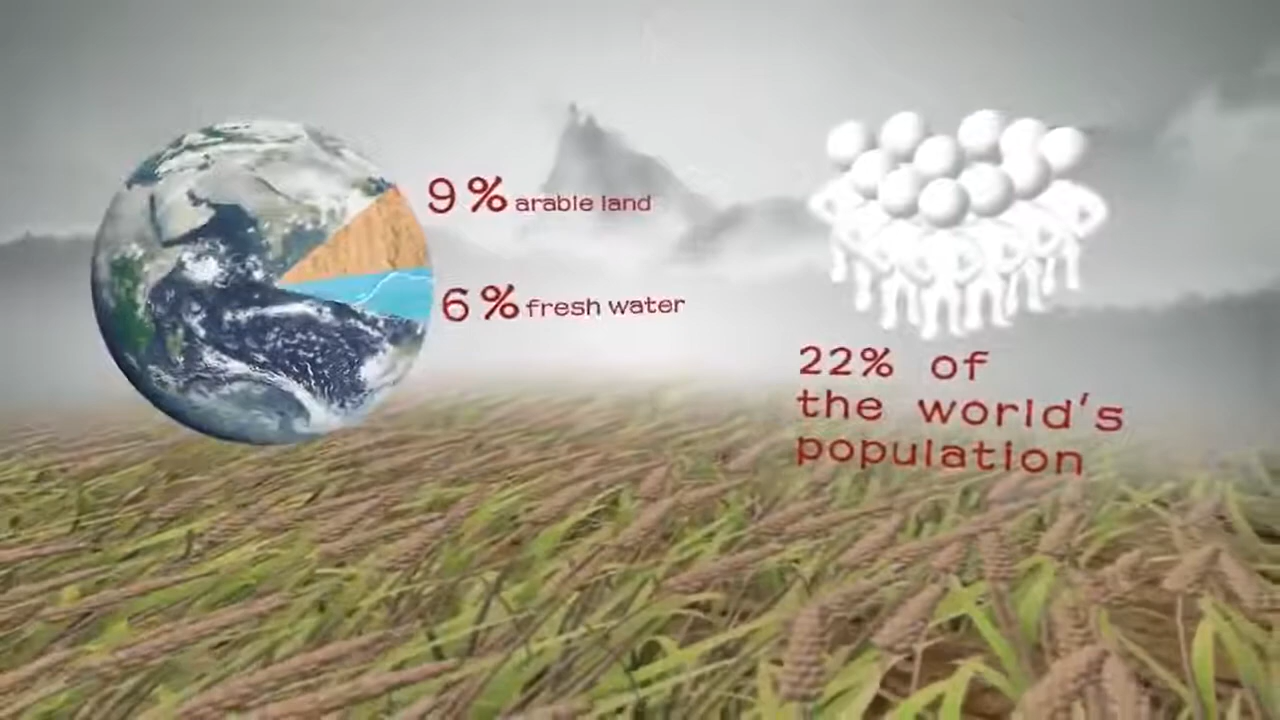 9% arable land
6% fresh water
22% of
the world's
population